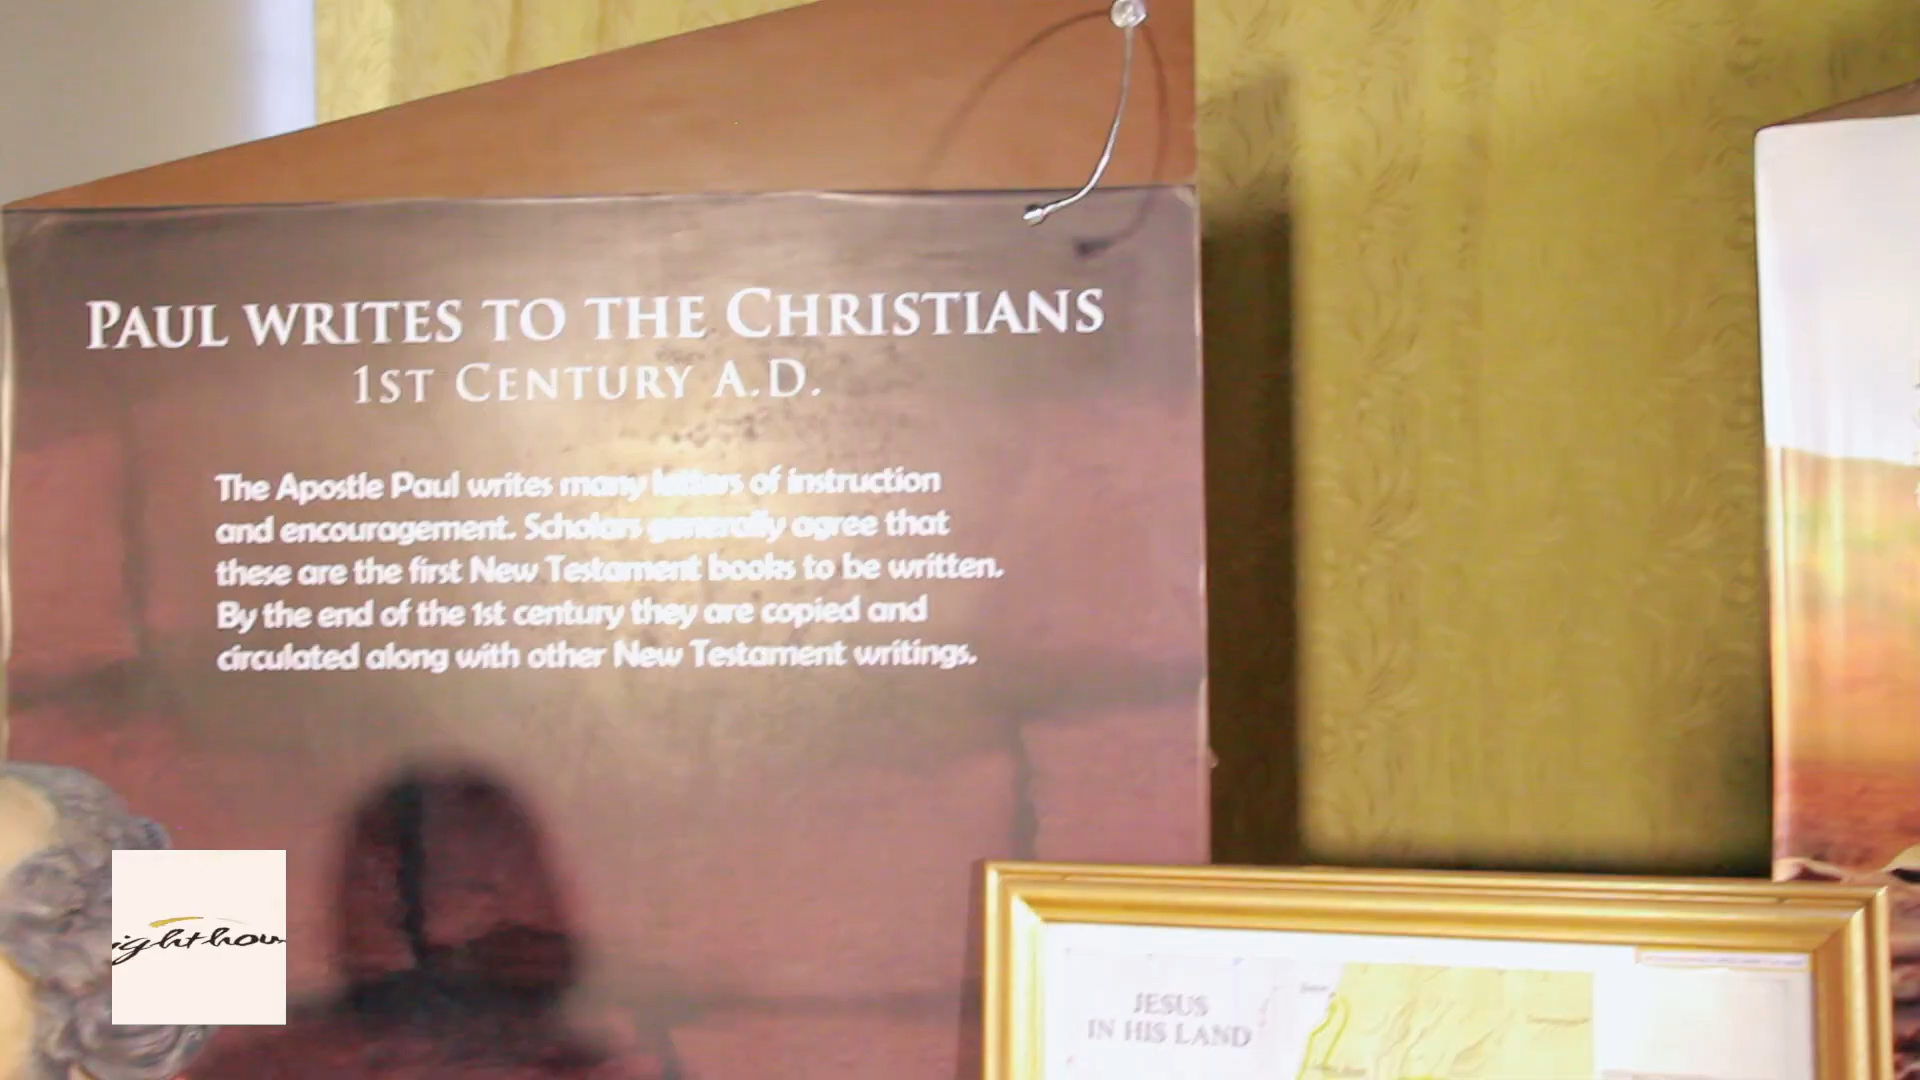 PAUL WRITES TO THE CHRISTIANS
1ST CENTURY A.D.
The Apostle Paul writes many letters of instruction
and encouragement. Scholars generally agree that
these are the first New Testament books to be written.
By the end of the 1st century they are copied and
circulated along with other New Testament writings.
JESUS
IN HIS LAND
ighthou